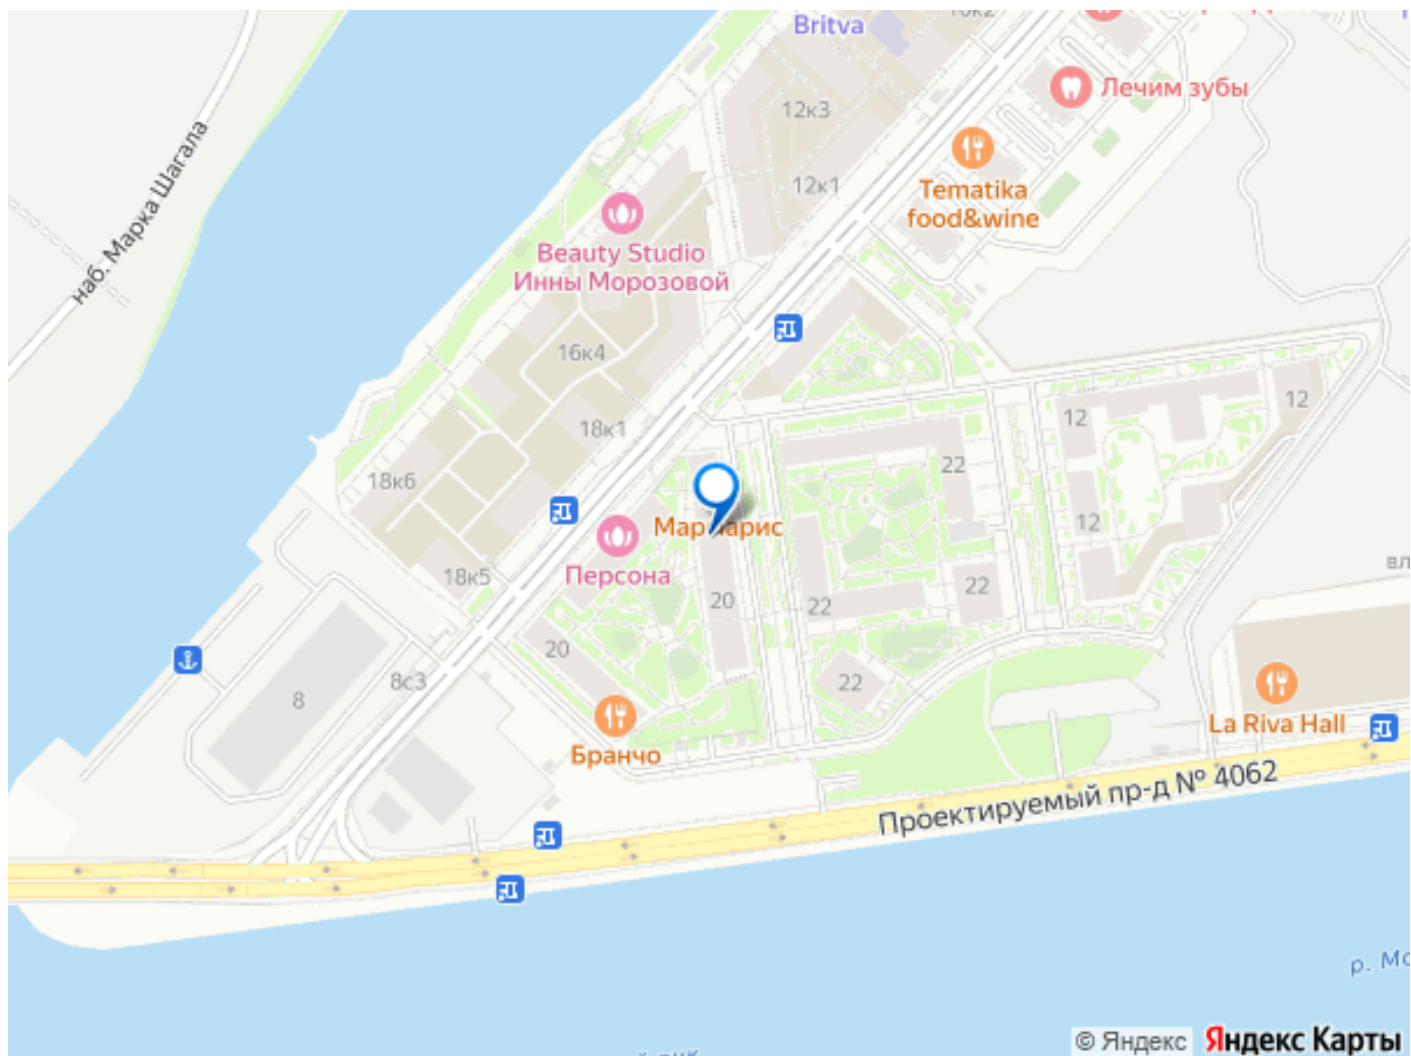 Britva
12к3
Лечим зубы
12к1
Tematika
food&wine
наб. Марка Шагала
Beauty Studio
Инны Морозовой
16к4
18к1
12
12
22
18к6
12
Персона
18к5
20
22
22
20
22
8с3
8
La Riva Hall
Бранчо
Проектируемый пр-д № 4062
© Яндекс
Яндекс Карты